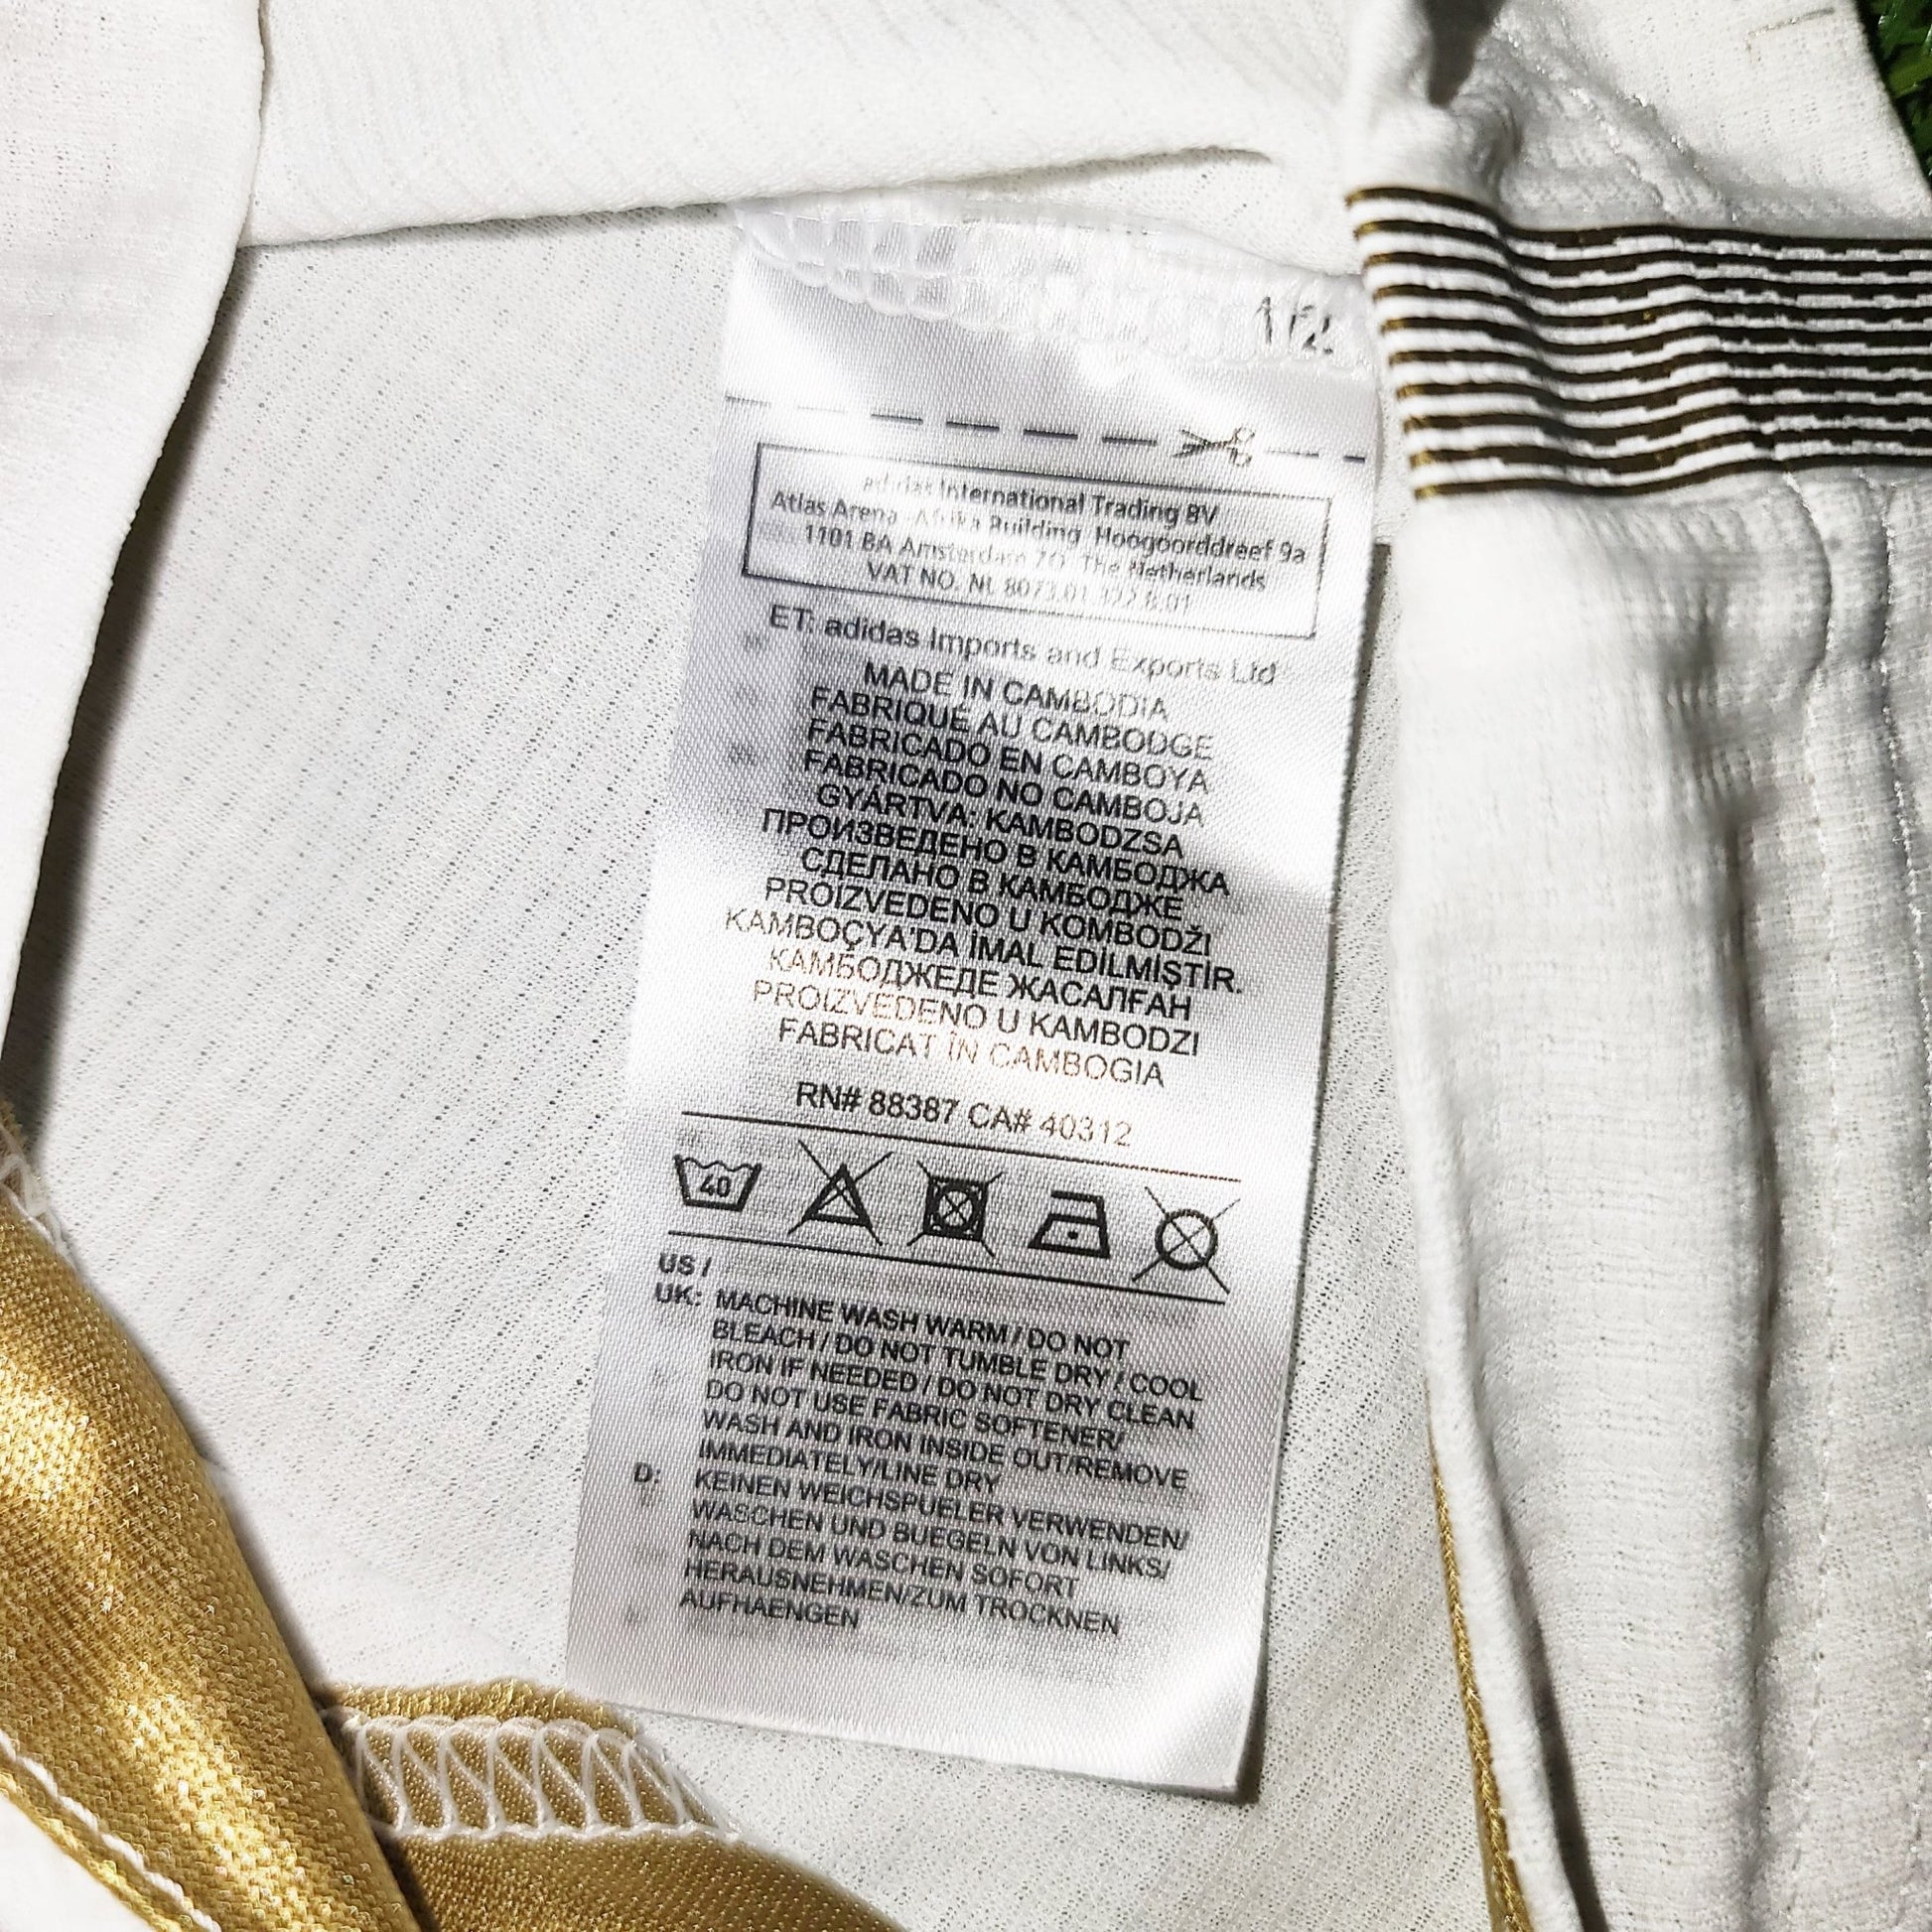 1/2
adidas International Trading BV
Atlas Arena, Afrika Building, Hoogoorddreef 9a
1101 BA Amsterdam ZO The Netherlands
VAT NO. NL 8073.01.322.B.01
ET: adidas Imports and Exports Ltd
MADE IN CAMBODIA
FABRIQUÉ AU CAMBODGE
FABRICADO EN CAMBOYA
FABRICADO NO CAMBOJA
GYÁRTVA: KAMBODZSA
ПРОИЗВЕДЕНО В КАМБОДЖА
СДЕЛАНО В КАМБОДЖЕ
PROIZVEDENO U KOMBODŽI
KAMBOÇYA'DA İMAL EDILMIŞTIR.
КАМБОДЖЕДЕ ЖАСАЛҒАН
PROIZVEDENO U KAMBODZI
FABRICAT ÎN CAMBOGIA
RN# 88387 CA# 40312
40
US /
UK: MACHINE WASH WARM / DO NOT
BLEACH / DO NOT TUMBLE DRY / COOL
IRON IF NEEDED / DO NOT DRY CLEAN
DO NOT USE FABRIC SOFTENER/
WASH AND IRON INSIDE OUT/REMOVE
IMMEDIATELY/LINE DRY
D: KEINEN WEICHSPUELER VERWENDEN/
WASCHEN UND BUEGELN VON LINKS/
NACH DEM WASCHEN SOFORT
HERAUSNEHMEN/ZUM TROCKNEN
AUFHAENGEN